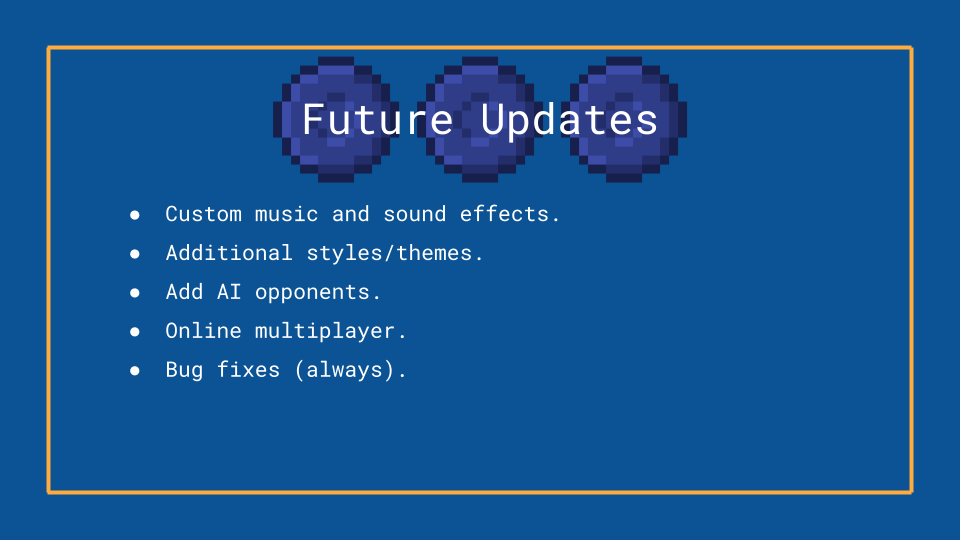 Future Updates
● Custom music and sound effects.
● Additional styles/themes.
● Add AI opponents.
● Online multiplayer.
● Bug fixes (always).